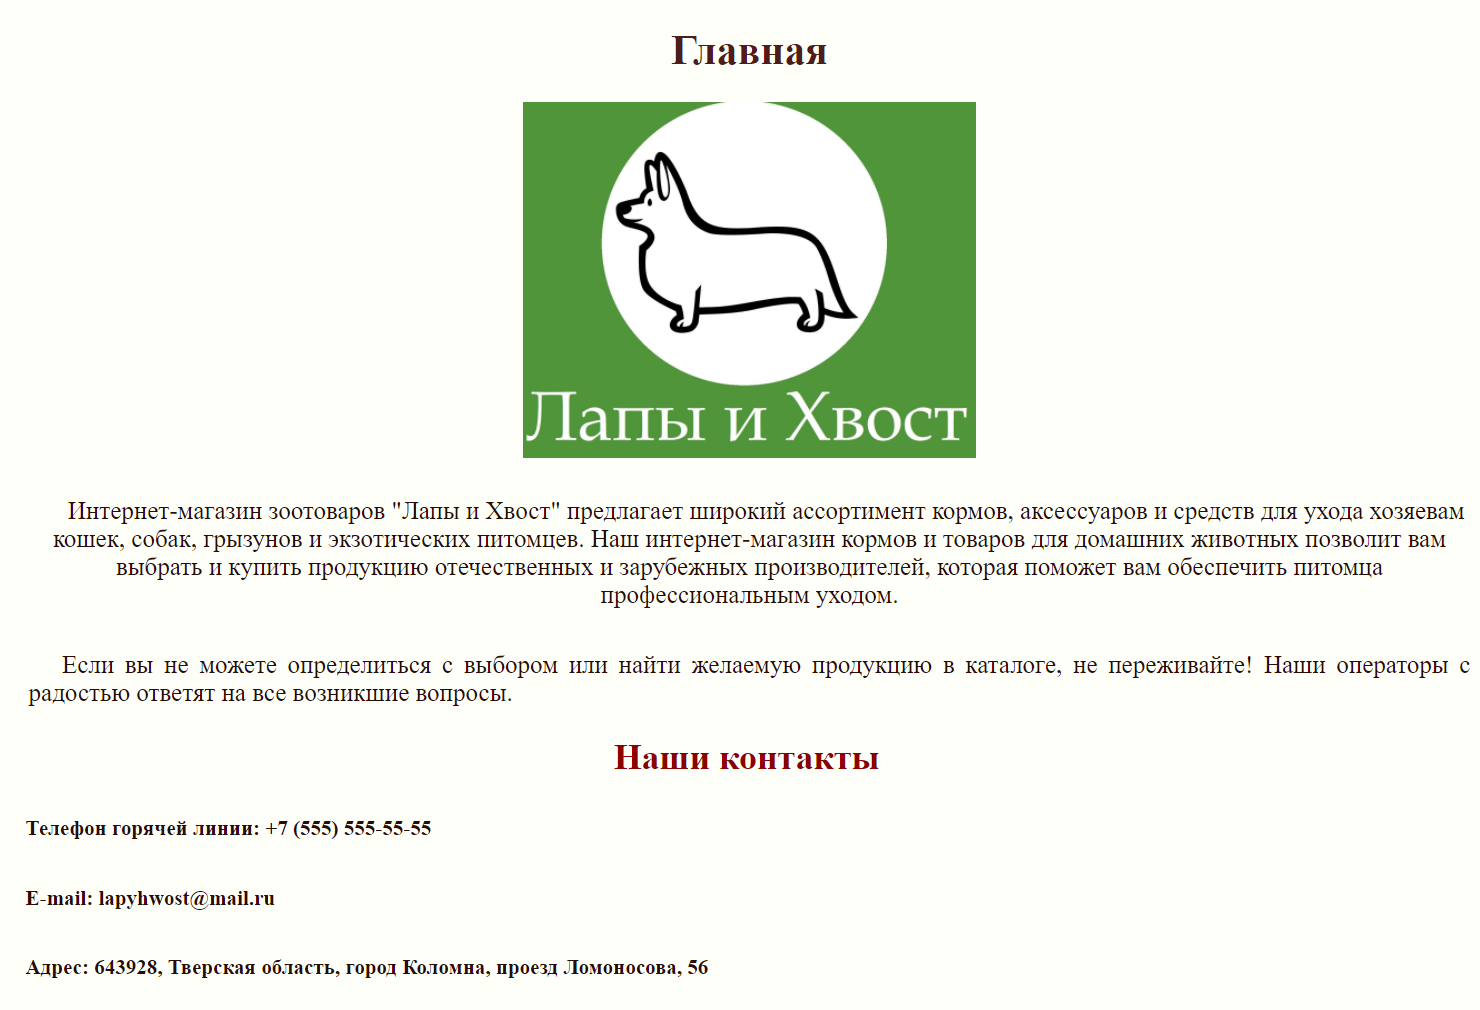 Главная
Лапы и Хвост
Интернет-магазин зоотоваров "Лапы и Хвост" предлагает широкий ассортимент кормов, аксессуаров и средств для ухода хозяевам
кошек, собак, грызунов и экзотических питомцев. Наш интернет-магазин кормов и товаров для домашних животных позволит вам
выбрать и купить продукцию отечественных и зарубежных производителей, которая поможет вам обеспечить питомца
профессиональным уходом.
Если вы не можете определиться с выбором или найти желаемую продукцию в каталоге, не переживайте! Наши операторы с
радостью ответят на все возникшие вопросы.
Наши контакты
Телефон горячей линии: +7 (555) 555-55-55
E-mail: lapyhwost@mail.ru
Адрес: 643928, Тверская область, город Коломна, проезд Ломоносова, 56